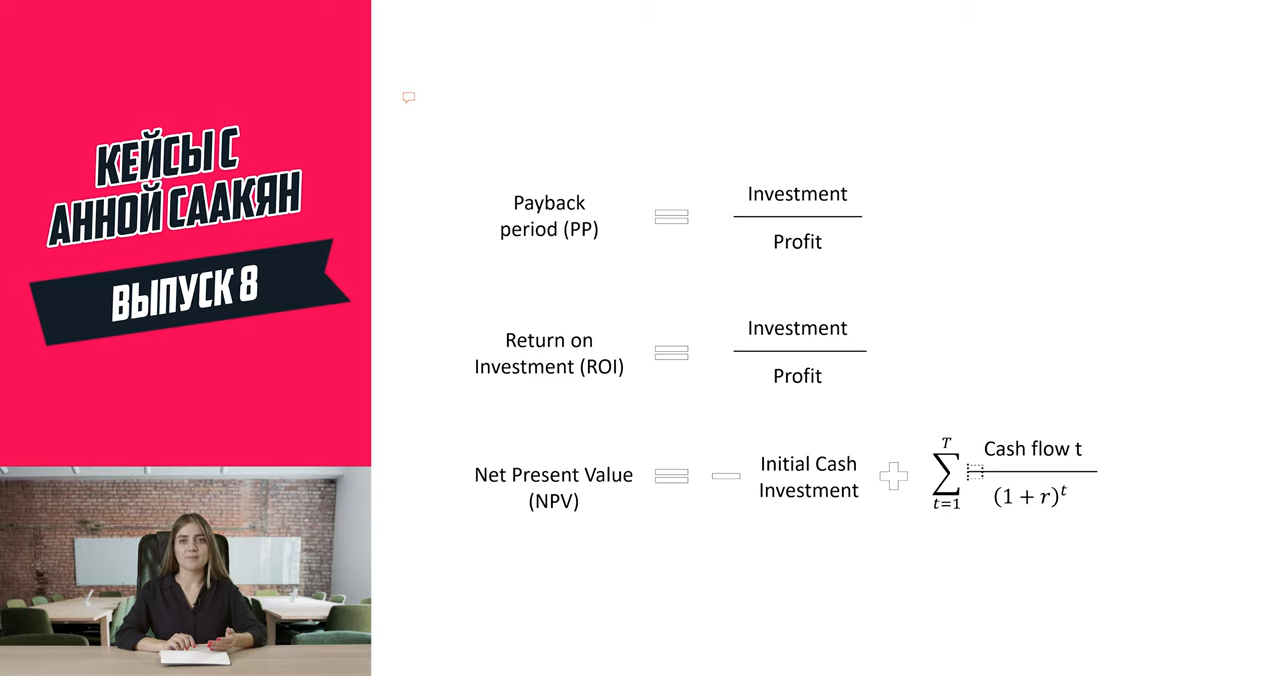 КЕЙСЫ С
АННОЙ СААКЯН
ВЫПУСК 8
Payback
period (PP)
=
Investment
Profit
Return on
Investment (ROI)
=
Investment
Profit
Net Present Value
(NPV)
=
−
Initial Cash
Investment
+
T
∑
t=1
Cash flow t
(1 + r)^t